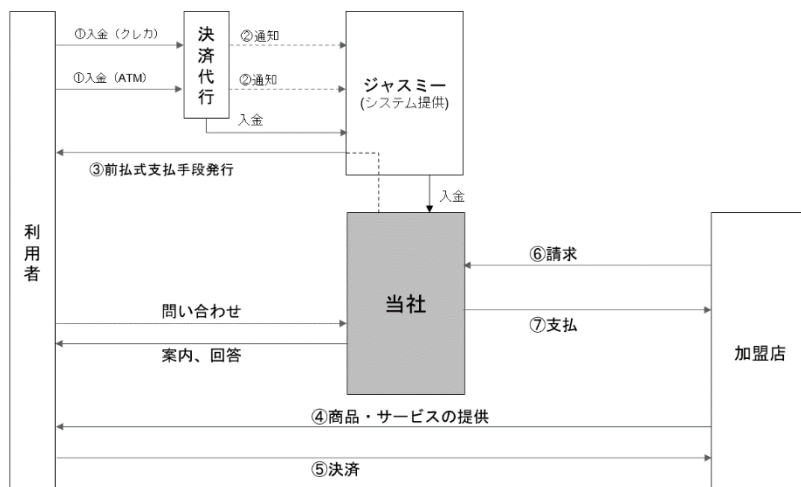 ①入金（クレカ）
②通知
決済代行
①入金（ATM）
②通知
ジャスミー
(システム提供)
入金
③前払式支払手段発行
入金
利用者
⑥請求
当社
問い合わせ
⑦支払
案内、回答
加盟店
④商品・サービスの提供
⑤決済